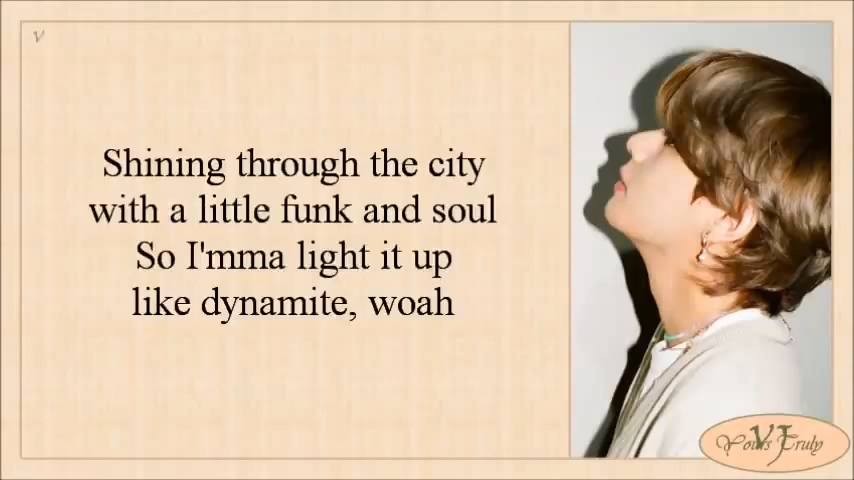 V
Shining through the city
with a little funk and soul
So I'mma light it up
like dynamite, woah
Yours Truly
VJ